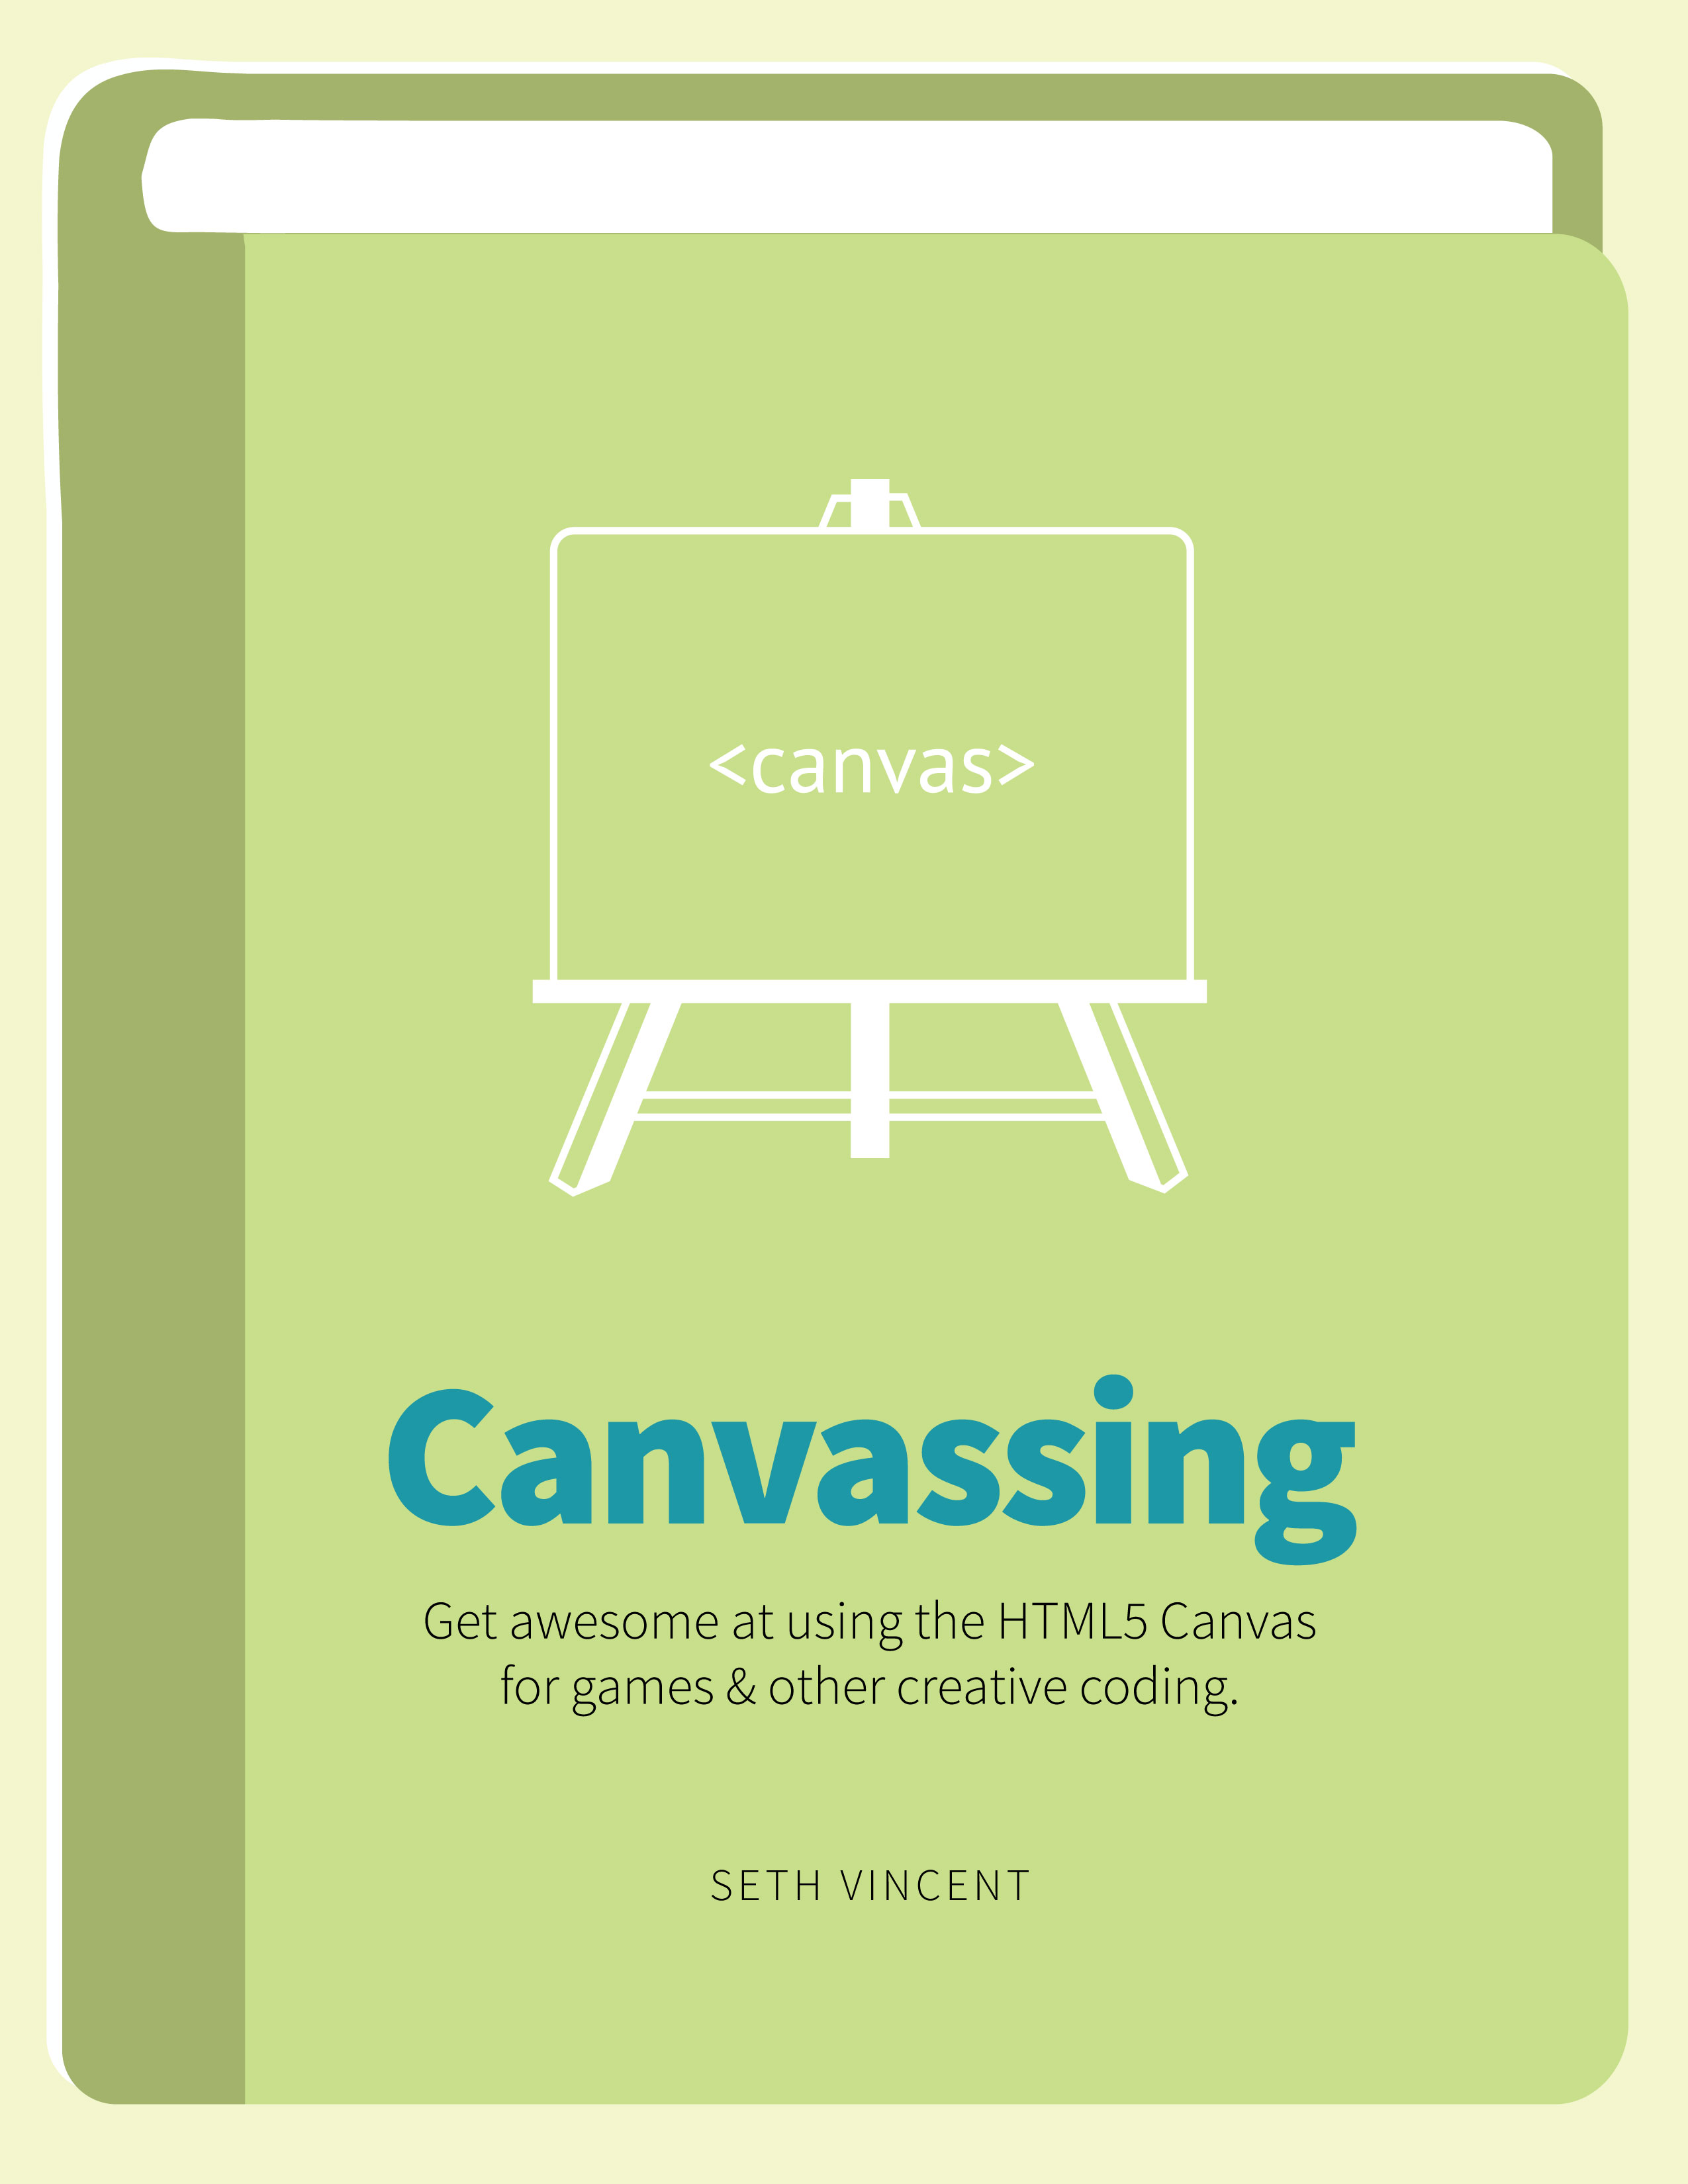 <canvas>
Canvassing
Get awesome at using the HTML5 Canvas
for games & other creative coding.
SETH VINCENT